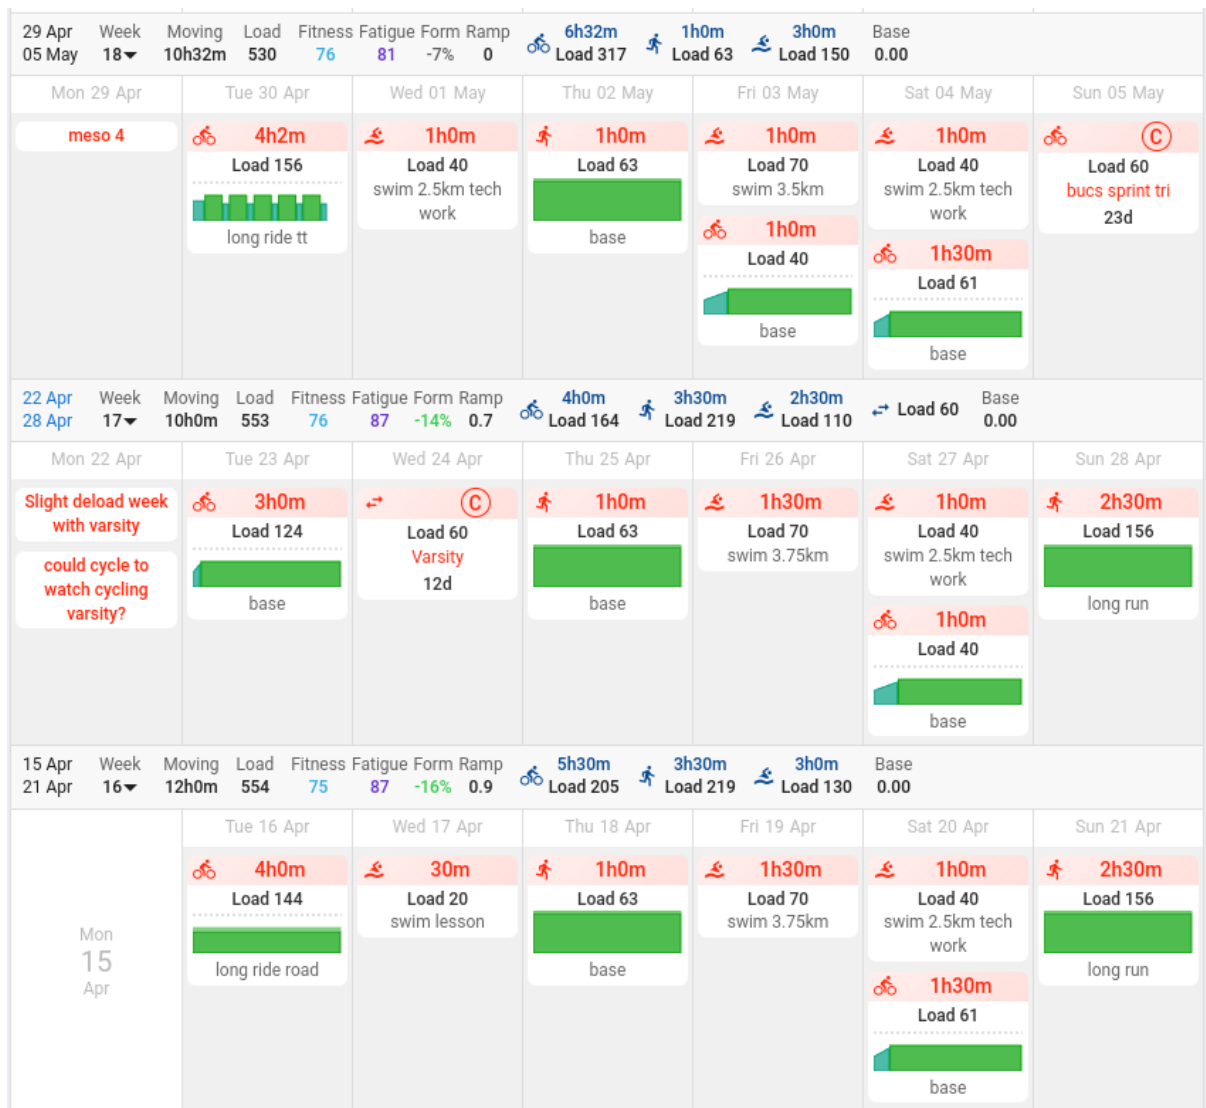 29 Apr Week Moving Load Fitness Fatigue Form Ramp 6h32m 1h0m 3h0m Base
05 May 18 10h32m 530 76 81 -7% 0 Load 317 Load 63 Load 150 0.00
Mon 29 Apr Tue 30 Apr Wed 01 May Thu 02 May Fri 03 May Sat 04 May Sun 05 May
meso 4
4h2m
Load 156
long ride tt
1h0m
Load 40
swim 2.5km tech
work
1h0m
Load 63
base
1h0m
Load 70
swim 3.5km
1h0m
Load 40
base
1h0m
Load 40
swim 2.5km tech
work
1h30m
Load 61
base
C
Load 60
bucs sprint tri
23d
22 Apr Week Moving Load Fitness Fatigue Form Ramp 4h0m 3h30m 2h30m Load 60 Base
28 Apr 17 10h0m 553 76 87 -14% 0.7 Load 164 Load 219 Load 110 0.00
Mon 22 Apr Tue 23 Apr Wed 24 Apr Thu 25 Apr Fri 26 Apr Sat 27 Apr Sun 28 Apr
Slight deload week
with varsity
could cycle to
watch cycling
varsity?
3h0m
Load 124
base
C
Load 60
Varsity
12d
1h0m
Load 63
base
1h30m
Load 70
swim 3.75km
1h0m
Load 40
swim 2.5km tech
work
1h0m
Load 40
base
2h30m
Load 156
long run
15 Apr Week Moving Load Fitness Fatigue Form Ramp 5h30m 3h30m 3h0m Base
21 Apr 16 12h0m 554 75 87 -16% 0.9 Load 205 Load 219 Load 130 0.00
Mon
15
Apr
Tue 16 Apr Wed 17 Apr Thu 18 Apr Fri 19 Apr Sat 20 Apr Sun 21 Apr
4h0m
Load 144
long ride road
30m
Load 20
swim lesson
1h0m
Load 63
base
1h30m
Load 70
swim 3.75km
1h0m
Load 40
swim 2.5km tech
work
1h30m
Load 61
base
2h30m
Load 156
long run